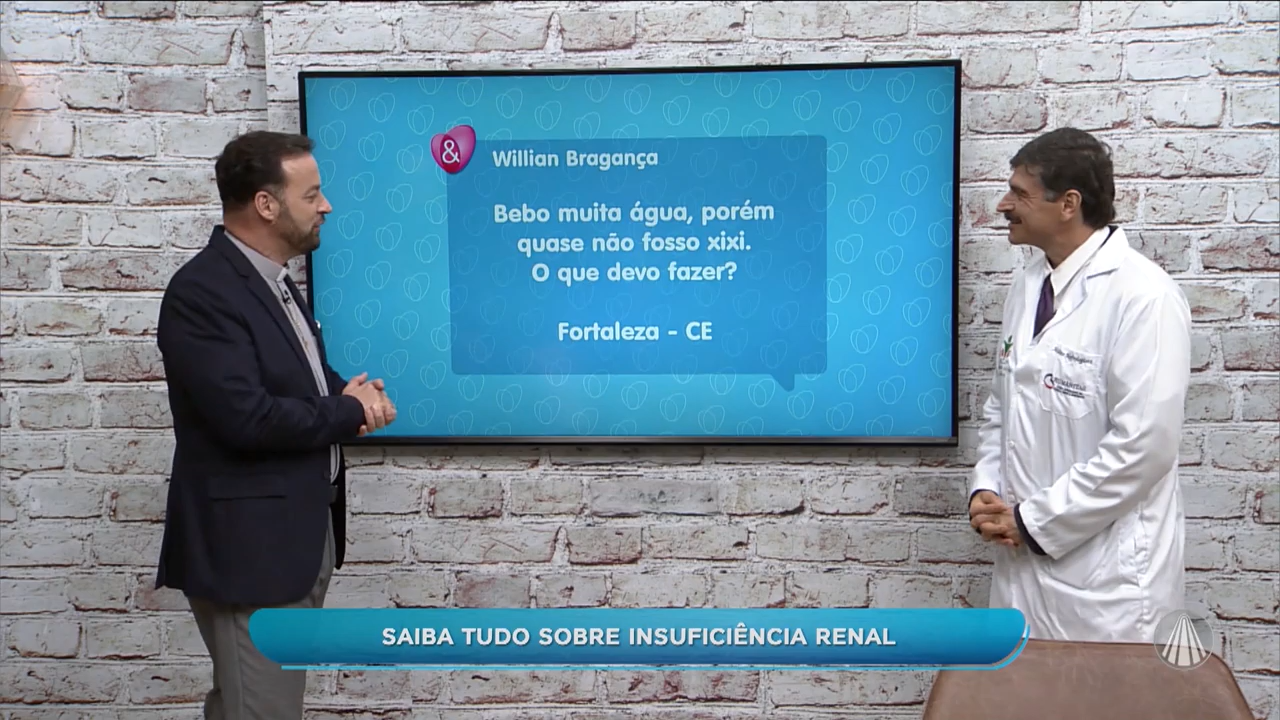 &
Willian Bragança
Bebo muita água, porém
quase não fosso xixi.
O que devo fazer?
Fortaleza - CE
SAIBA TUDO SOBRE INSUFICIÊNCIA RENAL